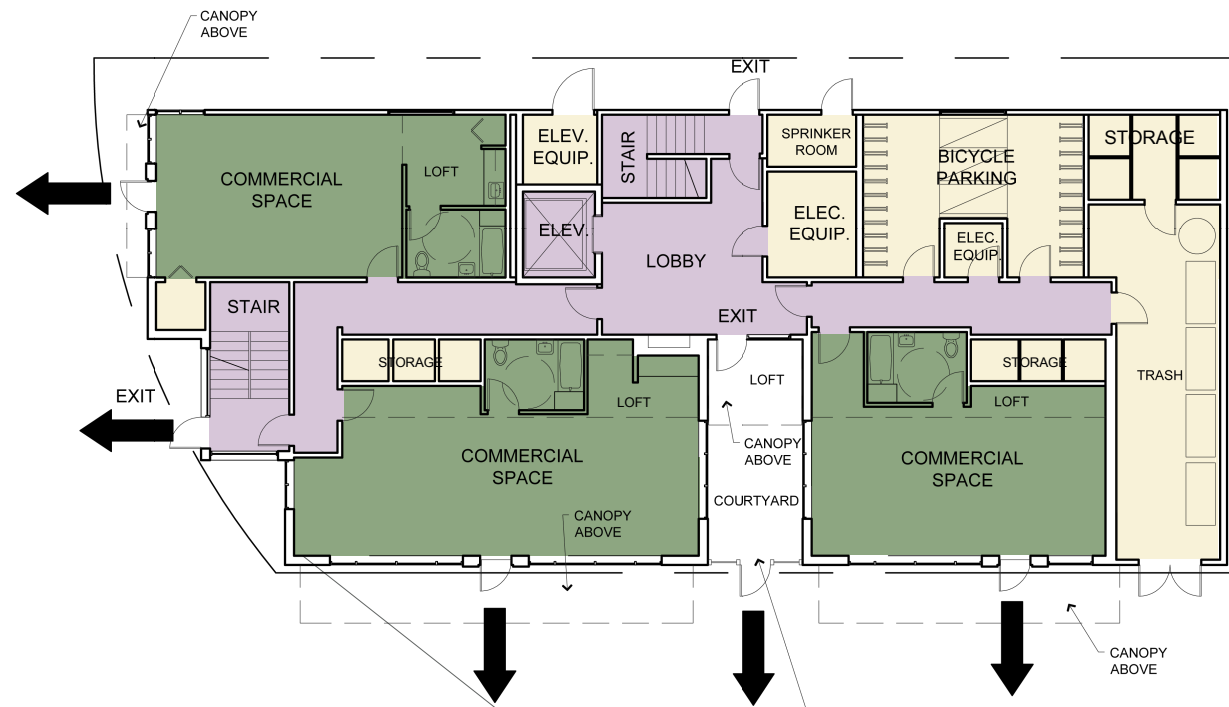 CANOPY
ABOVE
EXIT
ELEV.
EQUIP.
STAIR
SPRINKER
ROOM
STORAGE
BICYCLE
PARKING
COMMERCIAL
SPACE
LOFT
ELEC.
EQUIP.
ELEV.
ELEC.
EQUIP.
LOBBY
STAIR
EXIT
STORAGE
STORAGE
TRASH
LOFT
EXIT
LOFT
LOFT
CANOPY
ABOVE
COMMERCIAL
SPACE
COMMERCIAL
SPACE
COURTYARD
CANOPY
ABOVE
CANOPY
ABOVE